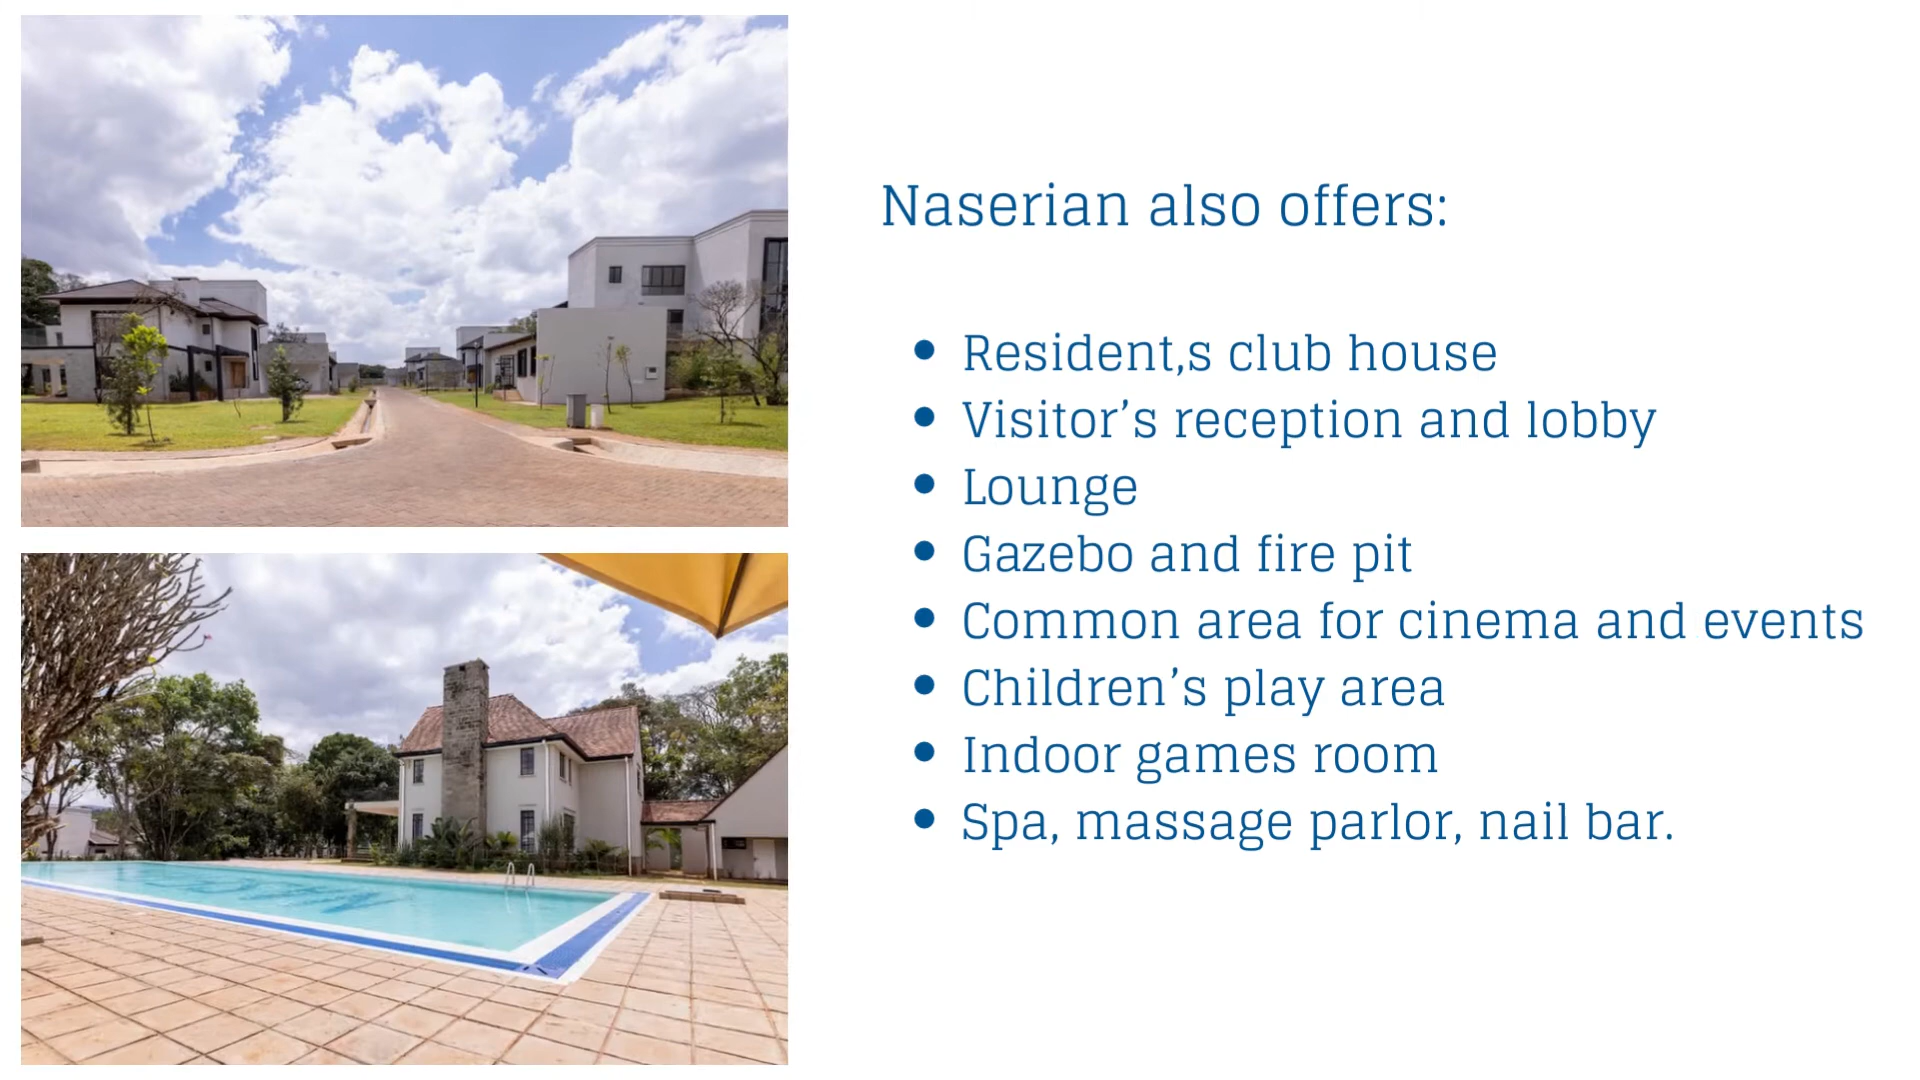 Naserian also offers:
• Resident,s club house
• Visitor’s reception and lobby
• Lounge
• Gazebo and fire pit
• Common area for cinema and events
• Children’s play area
• Indoor games room
• Spa, massage parlor, nail bar.